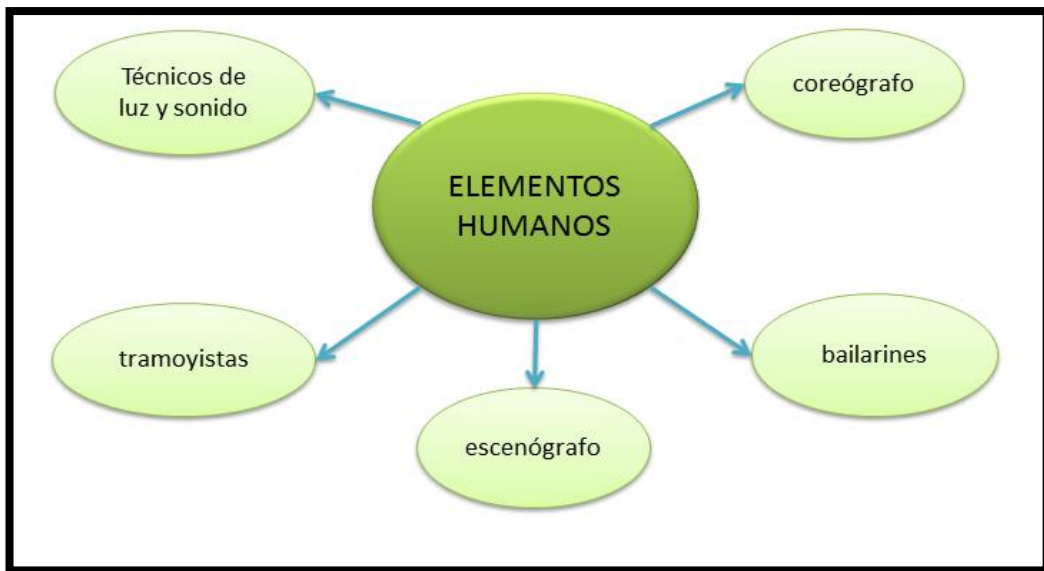 Técnicos de
luz y sonido
coreógrafo
ELEMENTOS
HUMANOS
tramoyistas
bailarines
escenógrafo